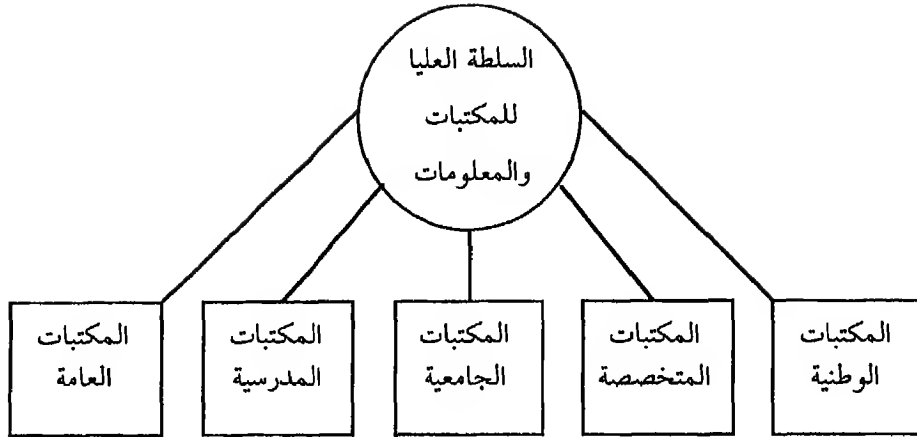 السلطة العليا
للمكتبات
والمعلومات
المكتبات
الوطنية
المكتبات
المتخصصة
المكتبات
الجامعية
المكتبات
المدرسية
المكتبات
العامة